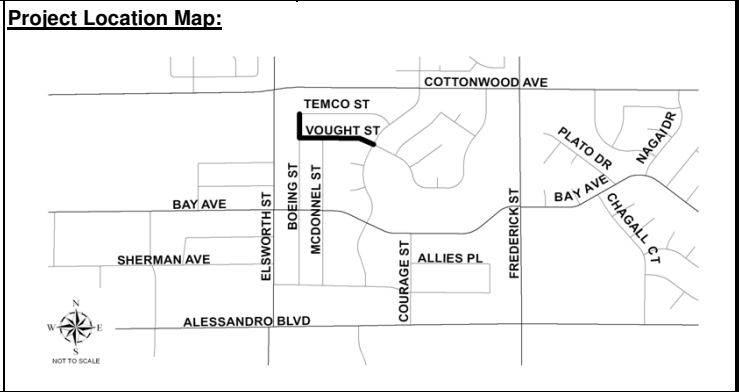 Project Location Map:
COTTONWOOD AVE
TEMCO ST
VOUGHT ST
PLATO DR
NAGAI DR
BOEING ST
MCDONNEL ST
BAY AVE
ELSWORTH ST
FREDERICK ST
BAY AVE
CHAGALL CT
SHERMAN AVE
COURAGE ST
ALLIES PL
ALESSANDRO BLVD
N
W
E
S
NOT TO SCALE